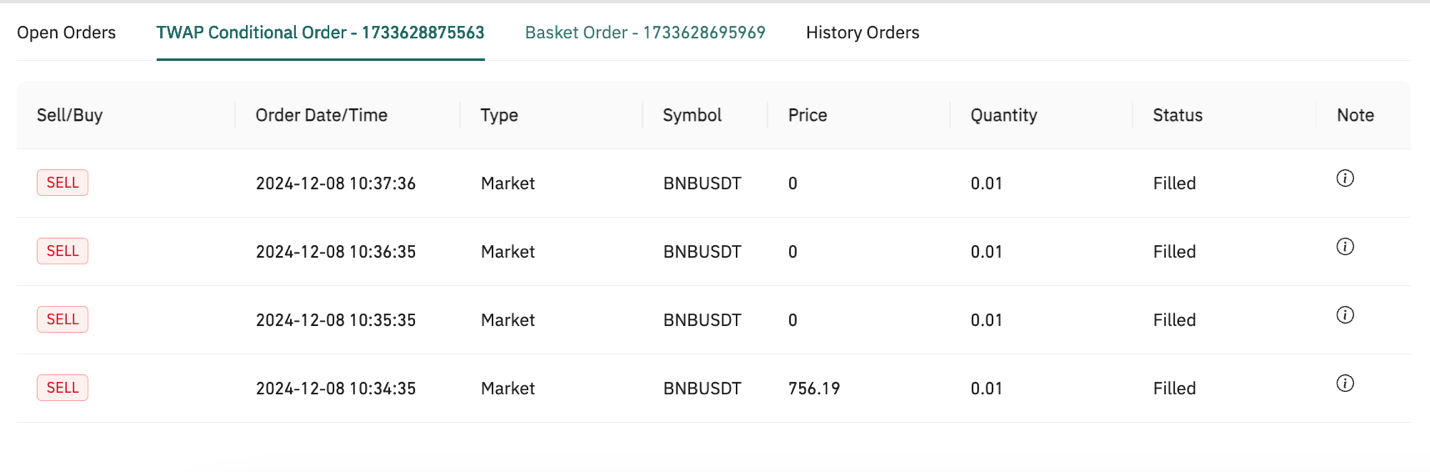 Open Orders TWAP Conditional Order - 1733628875563 Basket Order - 1733628695969 History Orders
Sell/Buy Order Date/Time Type Symbol Price Quantity Status Note
SELL 2024-12-08 10:37:36 Market BNBUSDT 0 0.01 Filled
SELL 2024-12-08 10:36:35 Market BNBUSDT 0 0.01 Filled
SELL 2024-12-08 10:35:35 Market BNBUSDT 0 0.01 Filled
SELL 2024-12-08 10:34:35 Market BNBUSDT 756.19 0.01 Filled